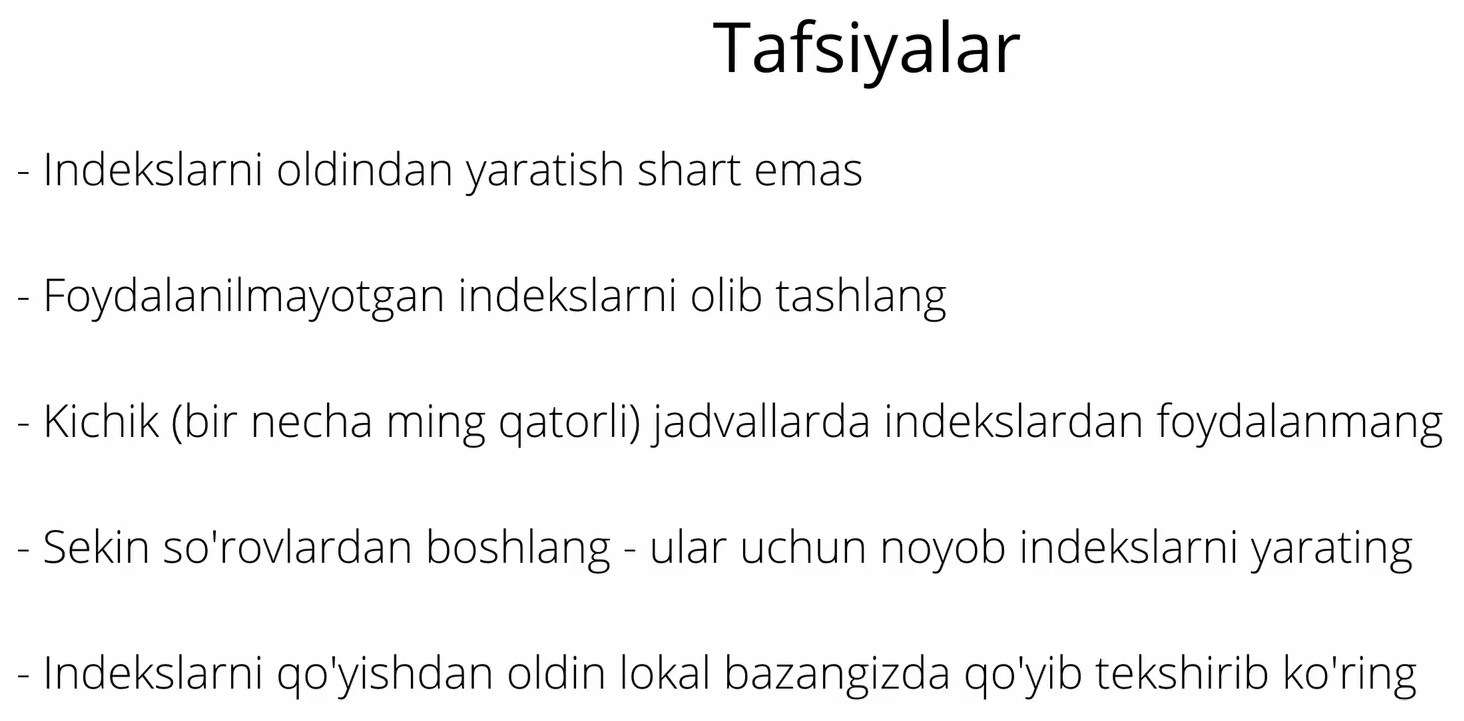 Tafsiyalar
- Indekslarni oldindan yaratish shart emas
- Foydalanilmayotgan indekslarni olib tashlang
- Kichik (bir necha ming qatorli) jadvallarda indekslardan foydalanmang
- Sekin so'rovlardan boshlang - ular uchun noyob indekslarni yarating
- Indekslarni qo'yishdan oldin lokal bazangizda qo'yib tekshirib ko'ring